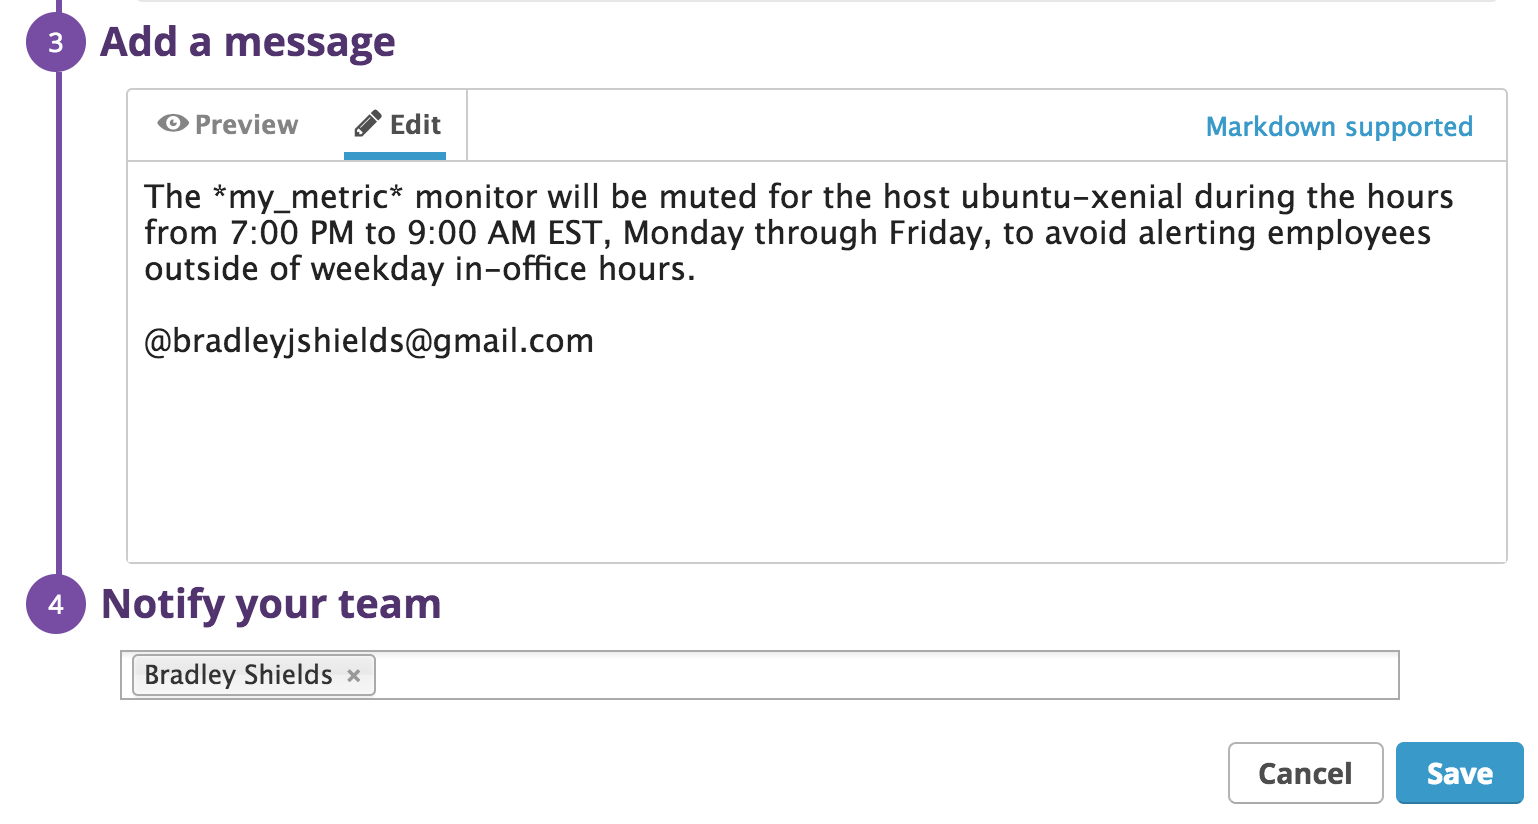 3 Add a message
Preview Edit Markdown supported
The *my_metric* monitor will be muted for the host ubuntu-xenial during the hours
from 7:00 PM to 9:00 AM EST, Monday through Friday, to avoid alerting employees
outside of weekday in-office hours.
@bradleyjshields@gmail.com
4 Notify your team
Bradley Shields ×
Cancel Save